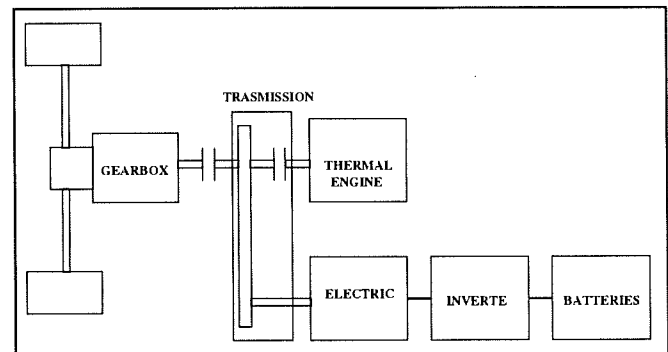 TRASMISSION
GEARBOX
THERMAL
ENGINE
ELECTRIC
INVERTE
BATTERIES